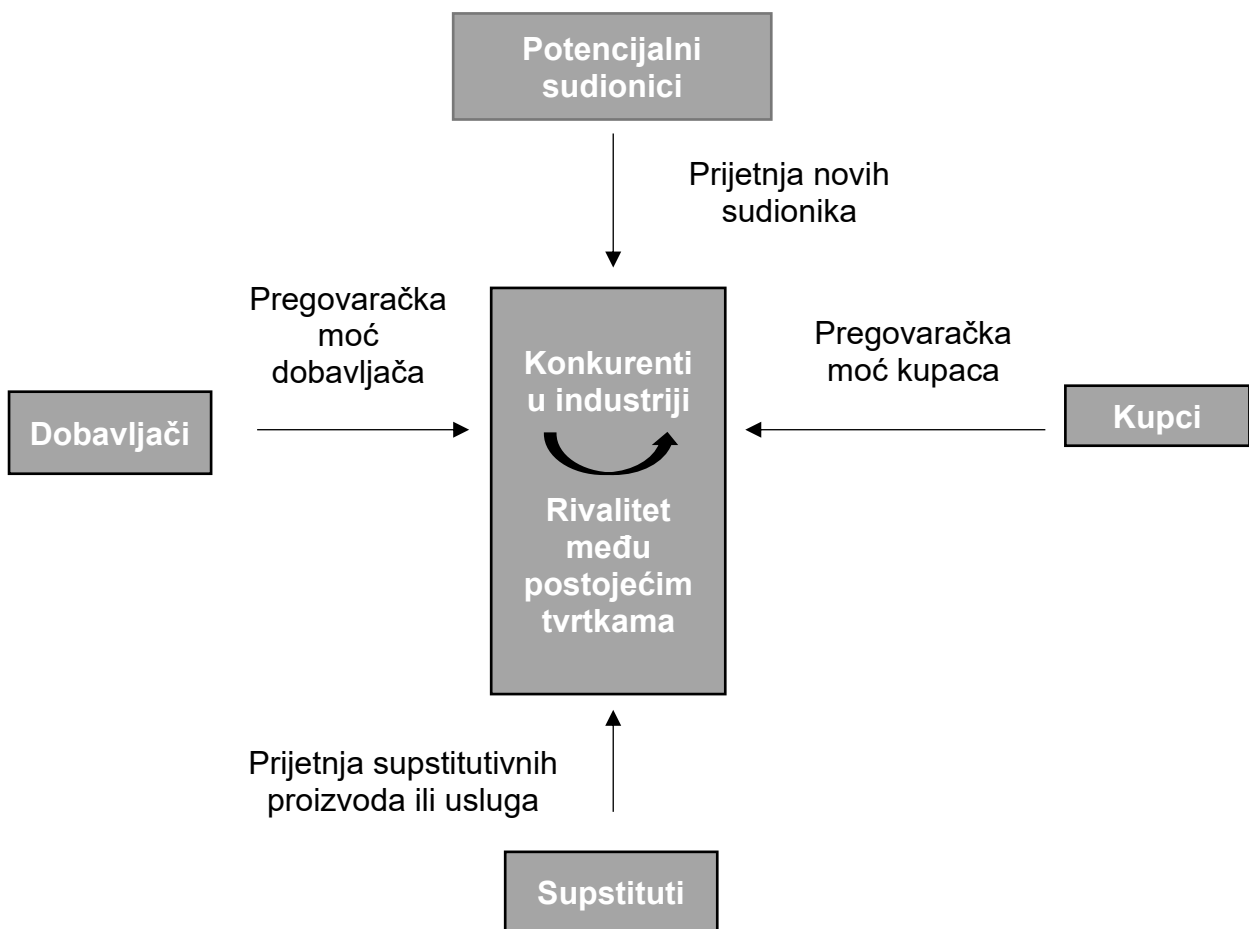 Potencijalni
sudionici
Prijetnja novih
sudionika
Pregovaračka
moć
dobavljača
Pregovaračka
moć kupaca
Dobavljači
Konkurenti
u industriji
Rivalitet
među
postojećim
tvrtkama
Kupci
Prijetnja supstitutivnih
proizvoda ili usluga
Supstituti